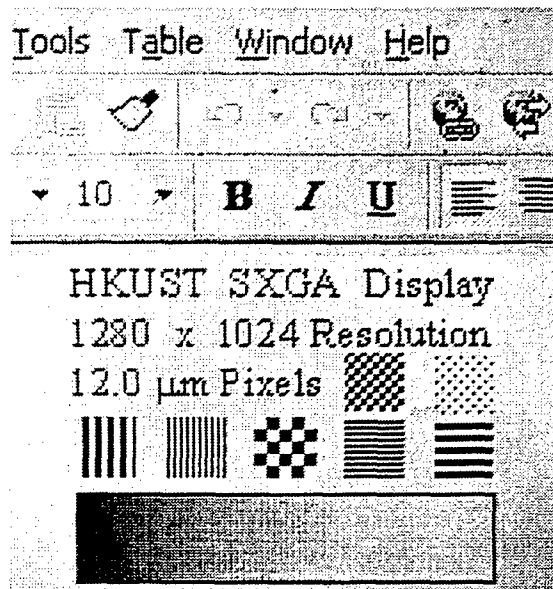 Tools Table Window Help
10 B I U
HKUST SXGA Display
1280 x 1024 Resolution
12.0 µm Pixels